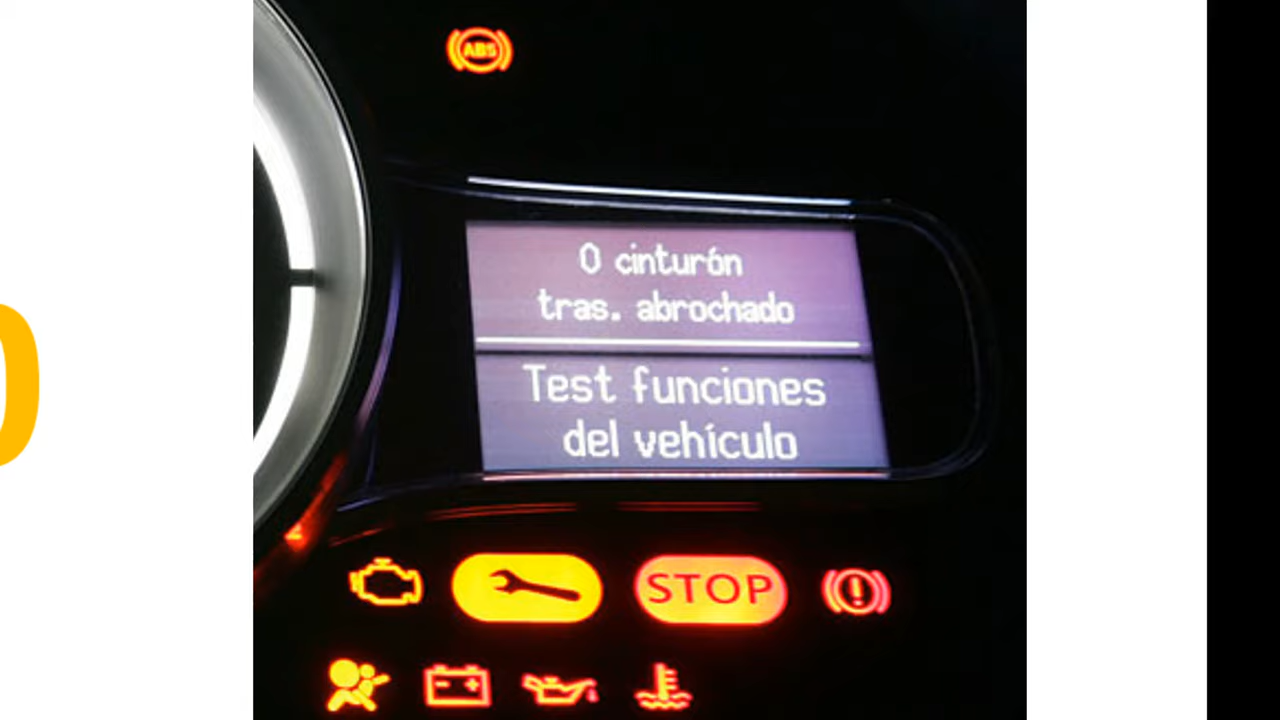 ABS
0 cinturón
tras. abrochado
Test funciones
del vehículo
STOP